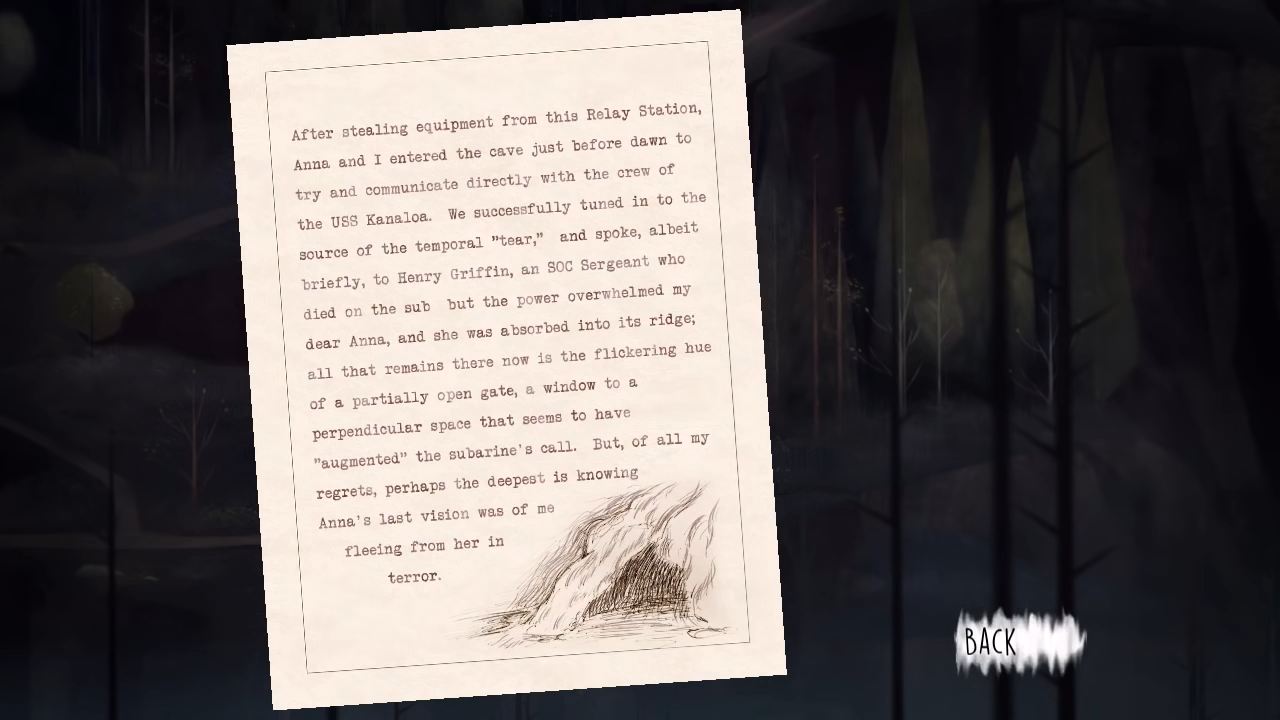 After stealing equipment from this Relay Station,
Anna and I entered the cave just before dawn to
try and communicate directly with the crew of
the USS Kanaloa.  We successfully tuned in to the
source of the temporal "tear,"  and spoke, albeit
briefly, to Henry Griffin, an SOC Sergeant who
died on the sub  but the power overwhelmed my
dear Anna, and she was absorbed into its ridge;
all that remains there now is the flickering hue
of a partially open gate, a window to a
perpendicular space that seems to have
"augmented" the subarine's call.  But, of all my
regrets, perhaps the deepest is knowing
Anna's last vision was of me
fleeing from her in
terror.
BACK